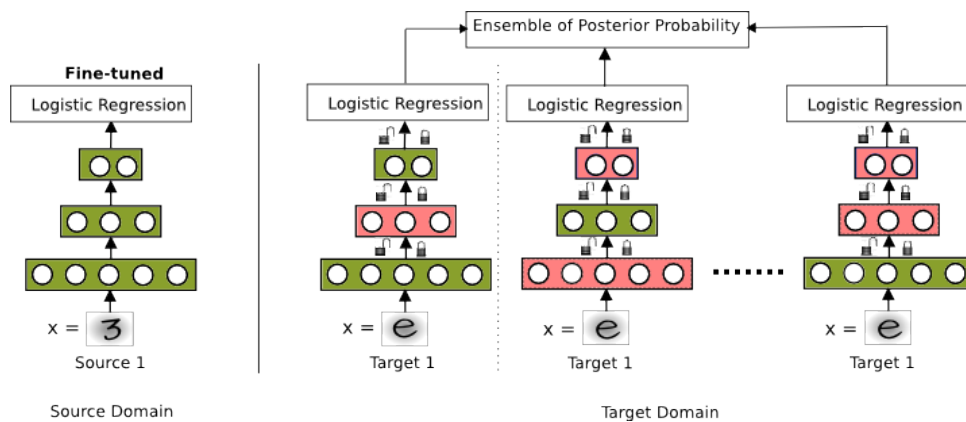 Ensemble of Posterior Probability
Fine-tuned
Logistic Regression
Logistic Regression
Logistic Regression
Logistic Regression
x = 3
x = e
x = e
x = e
Source 1
Target 1
Target 1
Target 1
Source Domain
Target Domain